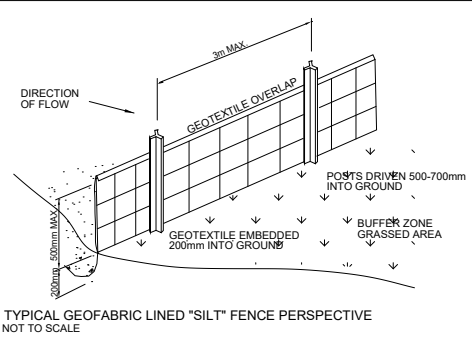 3m MAX.
DIRECTION
OF FLOW
GEOTEXTILE OVERLAP
POSTS DRIVEN 500-700mm
INTO GROUND
BUFFER ZONE
GRASSED AREA
GEOTEXTILE EMBEDDED
200mm INTO GROUND
500mm MAX.
200mm
TYPICAL GEOFABRIC LINED "SILT" FENCE PERSPECTIVE
NOT TO SCALE